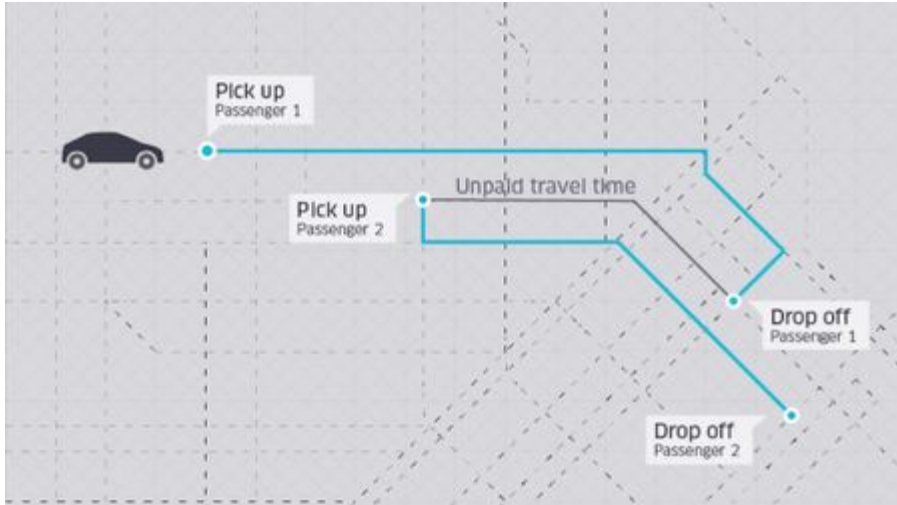 Pick up
Passenger 1
Unpaid travel time
Pick up
Passenger 2
Drop off
Passenger 1
Drop off
Passenger 2